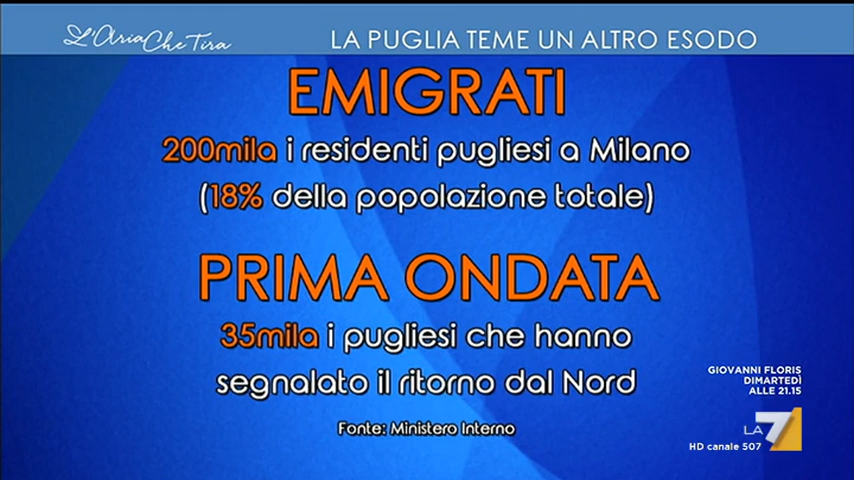 L'Aria Che Tira
LA PUGLIA TEME UN ALTRO ESODO
EMIGRATI
200mila i residenti pugliesi a Milano
(18% della popolazione totale)
PRIMA ONDATA
35mila i pugliesi che hanno
segnalato il ritorno dal Nord
Fonte: Ministero Interno
GIOVANNI FLORIS
DIMARTEDÌ
ALLE 21.15
LA 7
HD canale 507